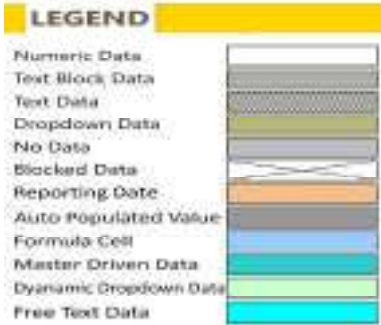 LEGEND
Numeric Data
Text Block Data
Text Data
Dropdown Data
No Data
Blocked Data
Reporting Date
Auto Populated Value
Formula Cell
Master Driven Data
Dyanamic Dropdown Data
Free Text Data